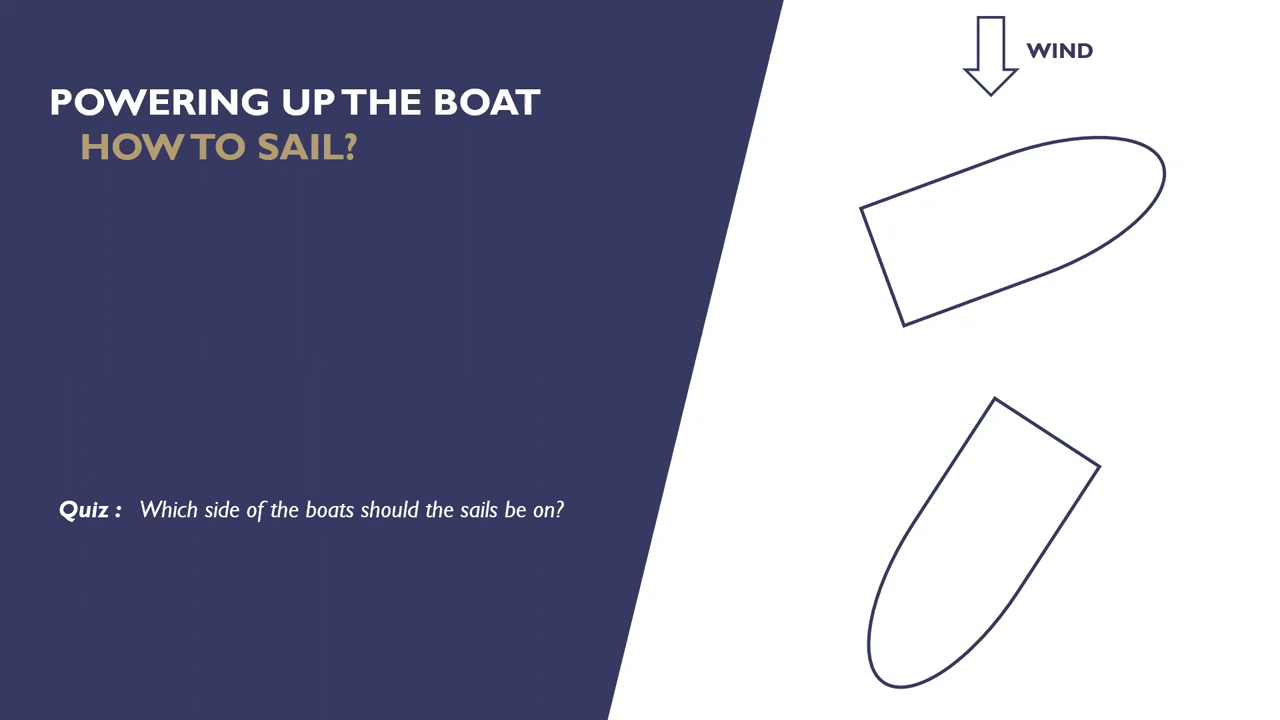 POWERING UP THE BOAT
HOW TO SAIL?
Quiz : Which side of the boats should the sails be on?
WIND